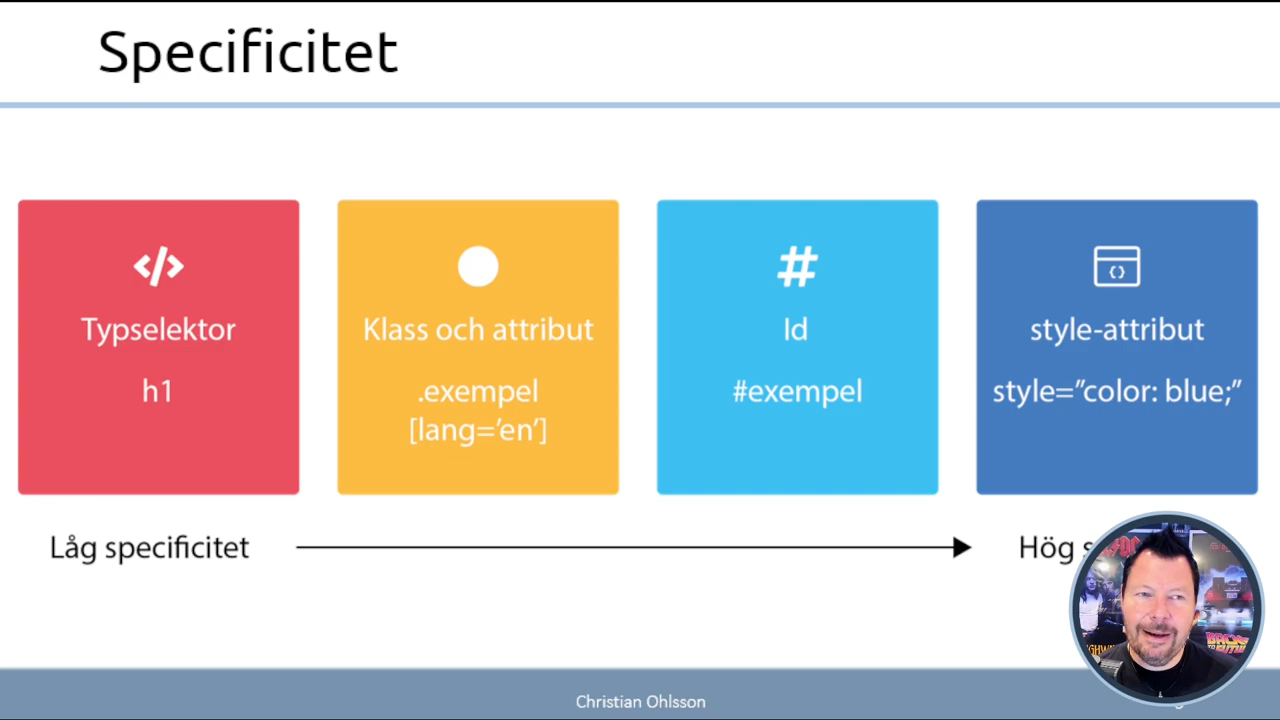 Specificitet
</>
Typselektor
h1
Klass och attribut
.exempel
[lang=’en’]
#
Id
#exempel
{}
style-attribut
style=”color: blue;”
Låg specificitet
Hög
Christian Ohlsson